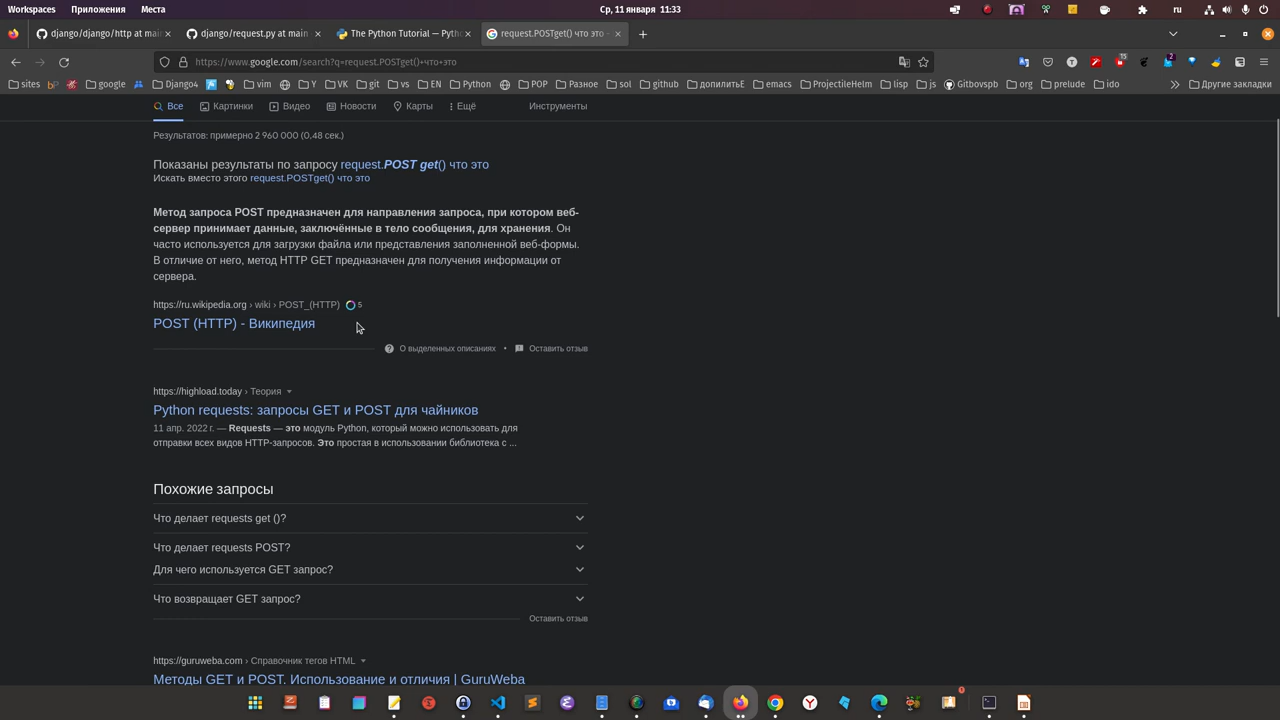 Workspaces Приложения Места Ср, 11 января 11:33 ru
django/django/http at mai django/request.py at main The Python Tutorial — Pytho request.POSTget() что это -
https://www.google.com/search?q=request.POSTget()+что+это 15 2
sites google Django4 vim Y VK git vs EN Python POP Разное sol github допилитьЕ emacs ProjectileHelm lisp js Gitbovspb org prelude ido Другие закладки
Все Картинки Видео Новости Карты Ещё Инструменты
Результатов: примерно 2 960 000 (0,48 сек.)
Показаны результаты по запросу request.POST get() что это
Искать вместо этого request.POSTget() что это
Метод запроса POST предназначен для направления запроса, при котором веб-
сервер принимает данные, заключённые в тело сообщения, для хранения. Он
часто используется для загрузки файла или представления заполненной веб-формы.
В отличие от него, метод HTTP GET предназначен для получения информации от
сервера.
https://ru.wikipedia.org › wiki › POST_(HTTP) 5
POST (HTTP) - Википедия
О выделенных описаниях • Оставить отзыв
https://highload.today › Теория
Python requests: запросы GET и POST для чайников
11 апр. 2022 г. — Requests — это модуль Python, который можно использовать для
отправки всех видов HTTP-запросов. Это простая в использовании библиотека с ...
Похожие запросы
Что делает requests get ()?
Что делает requests POST?
Для чего используется GET запрос?
Что возвращает GET запрос?
Оставить отзыв
https://guruweba.com › Справочник тегов HTML
Методы GET и POST. Использование и отличия | GuruWeba